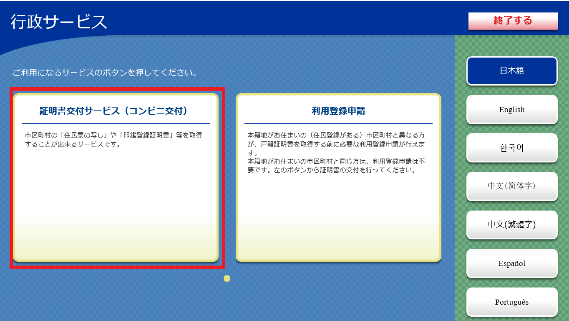 行政サービス
終了する
ご利用になるサービスのボタンを押してください。
証明書交付サービス（コンビニ交付）
市区町村の「住民票の写し」や「印鑑登録証明書」等を取得
することが出来るサービスです。
利用登録申請
本籍地がお住まいの（住民登録がある）市区町村と異なる方
が、戸籍証明書を取得する前に必要な利用登録申請が行えま
す。
本籍地がお住まいの市区町村と同じ方は、利用登録申請は不
要です。左のボタンから証明書の交付を行ってください。
日本語
English
한국어
中文(简体字)
中文(繁體字)
Español
Português